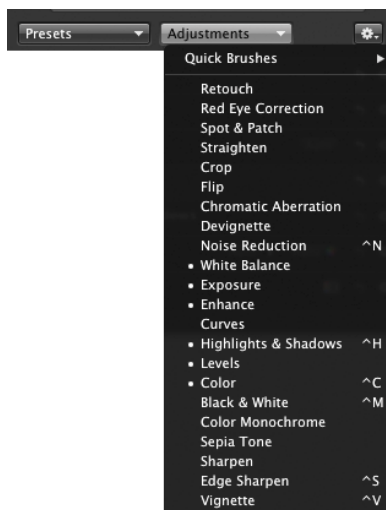 Presets Adjustments
Quick Brushes
Retouch
Red Eye Correction
Spot & Patch
Straighten
Crop
Flip
Chromatic Aberration
Devignette
Noise Reduction ^N
• White Balance
• Exposure
• Enhance
Curves
• Highlights & Shadows ^H
• Levels
• Color ^C
Black & White ^M
Color Monochrome
Sepia Tone
Sharpen
Edge Sharpen ^S
Vignette ^V